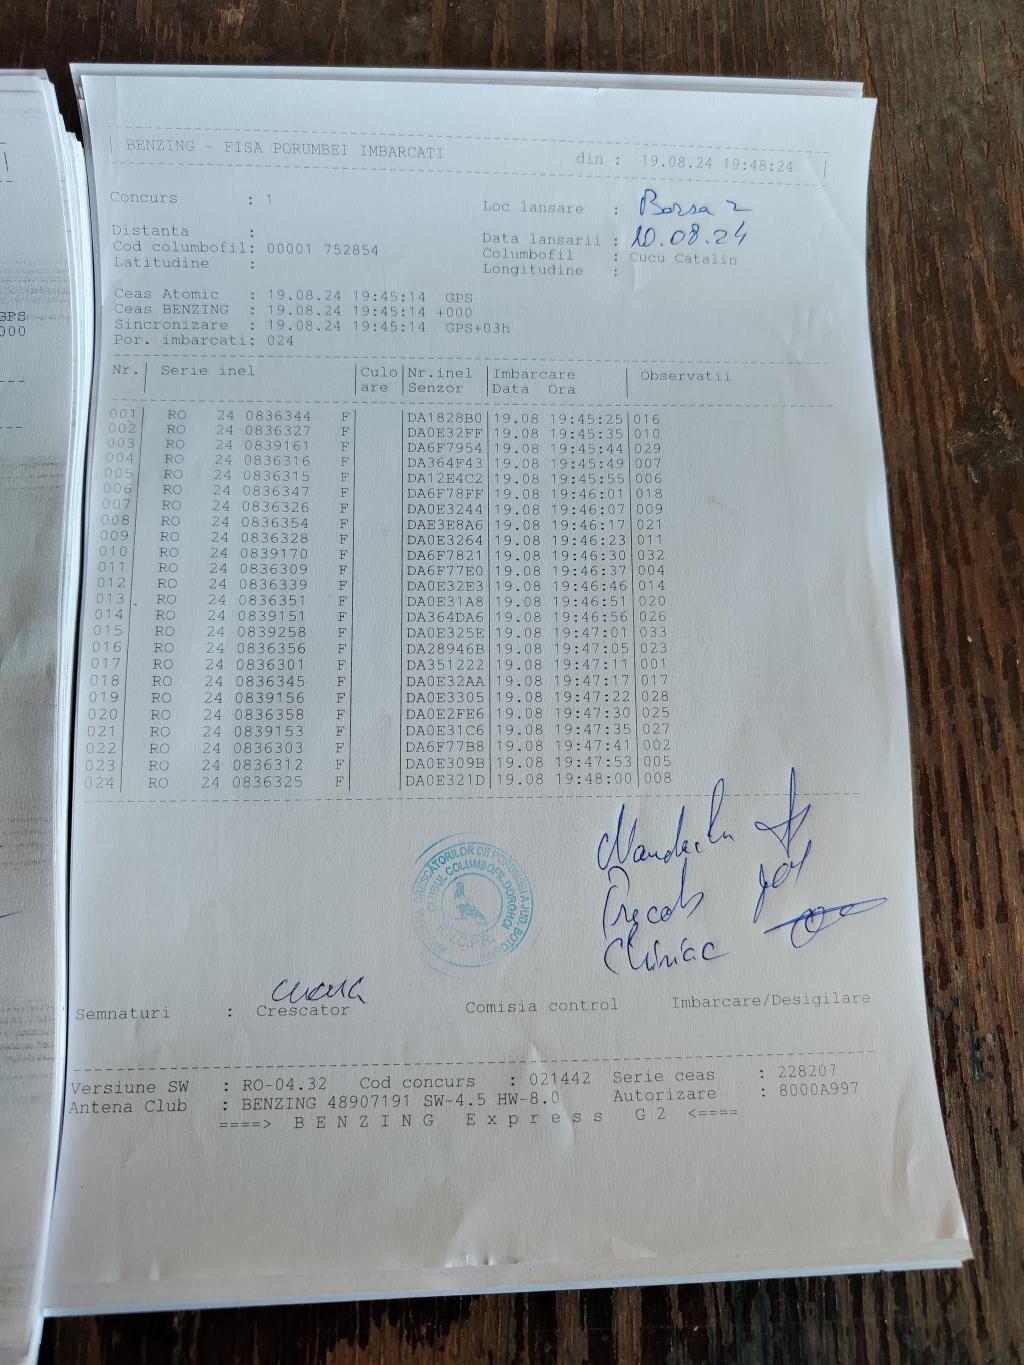 BENZING - FISA PORUMBEI IMBARCATI din : 19.08.24 19:48:24
Concurs : 1 Loc lansare : Borsa 2
Distanta : Data lansarii : 20.08.24
Cod columbofil: 00001 752854 Columbofil : Cucu Catalin
Latitudine : Longitudine :
Ceas Atomic : 19.08.24 19:45:14 GPS
Ceas BENZING : 19.08.24 19:45:14 +000
Sincronizare : 19.08.24 19:45:14 GPS+03h
Por. imbarcati: 024
Nr. Serie inel Culo Nr.inel Imbarcare Observatii
are Senzor Data Ora
001 RO 24 0836344 F DA1828B0 19.08 19:45:25 016
002 RO 24 0836327 F DA0E32FF 19.08 19:45:35 010
003 RO 24 0839161 F DA6F7954 19.08 19:45:44 029
004 RO 24 0836316 F DA364F43 19.08 19:45:49 007
005 RO 24 0836315 F DA12E4C2 19.08 19:45:55 006
006 RO 24 0836347 F DA6F78FF 19.08 19:46:01 018
007 RO 24 0836326 F DA0E3244 19.08 19:46:07 009
008 RO 24 0836354 F DAE3E8A6 19.08 19:46:17 021
009 RO 24 0836328 F DA0E3264 19.08 19:46:23 011
010 RO 24 0839170 F DA6F7821 19.08 19:46:30 032
011 RO 24 0836309 F DA6F77E0 19.08 19:46:37 004
012 RO 24 0836339 F DA0E32E3 19.08 19:46:46 014
013 RO 24 0836351 F DA0E31A8 19.08 19:46:51 020
014 RO 24 0839151 F DA364DA6 19.08 19:46:56 026
015 RO 24 0839258 F DA0E325E 19.08 19:47:01 033
016 RO 24 0836356 F DA28946B 19.08 19:47:05 023
017 RO 24 0836301 F DA351222 19.08 19:47:11 001
018 RO 24 0836345 F DA0E32AA 19.08 19:47:17 017
019 RO 24 0839156 F DA0E3305 19.08 19:47:22 028
020 RO 24 0836358 F DA0E2FE6 19.08 19:47:30 025
021 RO 24 0839153 F DA0E31C6 19.08 19:47:35 027
022 RO 24 0836303 F DA6F77B8 19.08 19:47:41 002
023 RO 24 0836312 F DA0E309B 19.08 19:47:53 005
024 RO 24 0836325 F DA0E321D 19.08 19:48:00 008
CLUBUL COLUMBOFIL DOROHOI
Semnaturi : Crescator Comisia control Imbarcare/Desigilare
Versiune SW : RO-04.32 Cod concurs : 021442 Serie ceas : 228207
Antena Club : BENZING 48907191 SW-4.5 HW-8.0 Autorizare : 8000A997
====> B E N Z I N G E x p r e s s G 2 <====